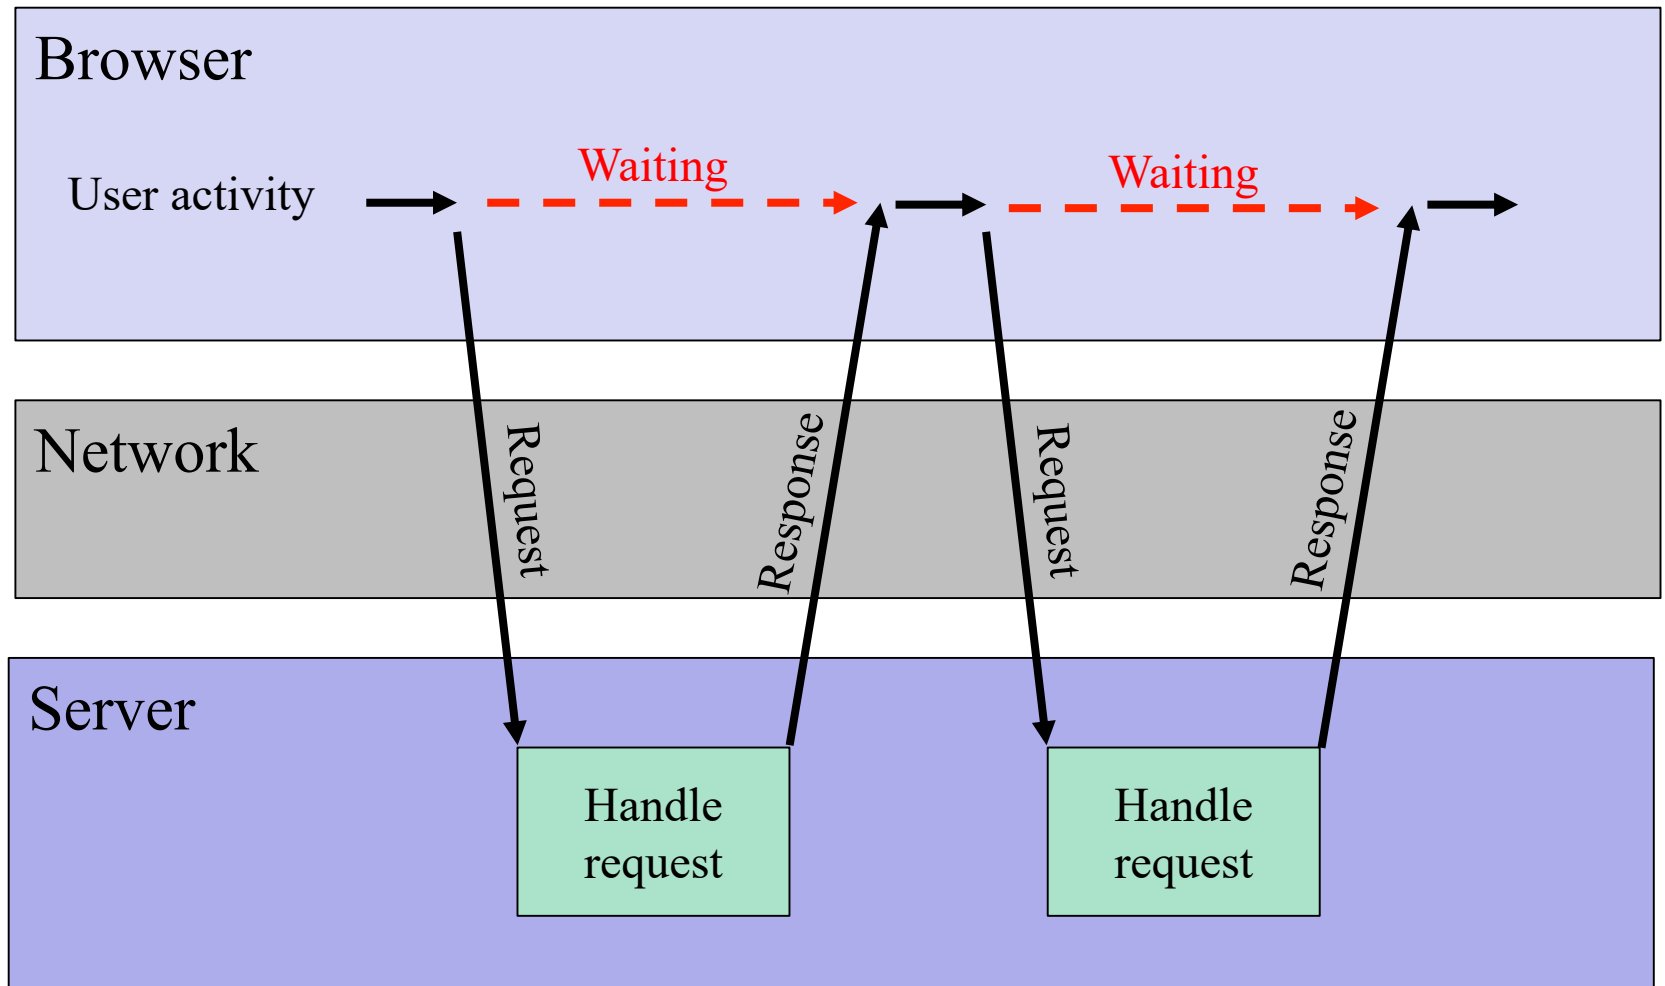 Browser
User activity
Waiting
Waiting
Network
Request
Response
Request
Response
Server
Handle
request
Handle
request